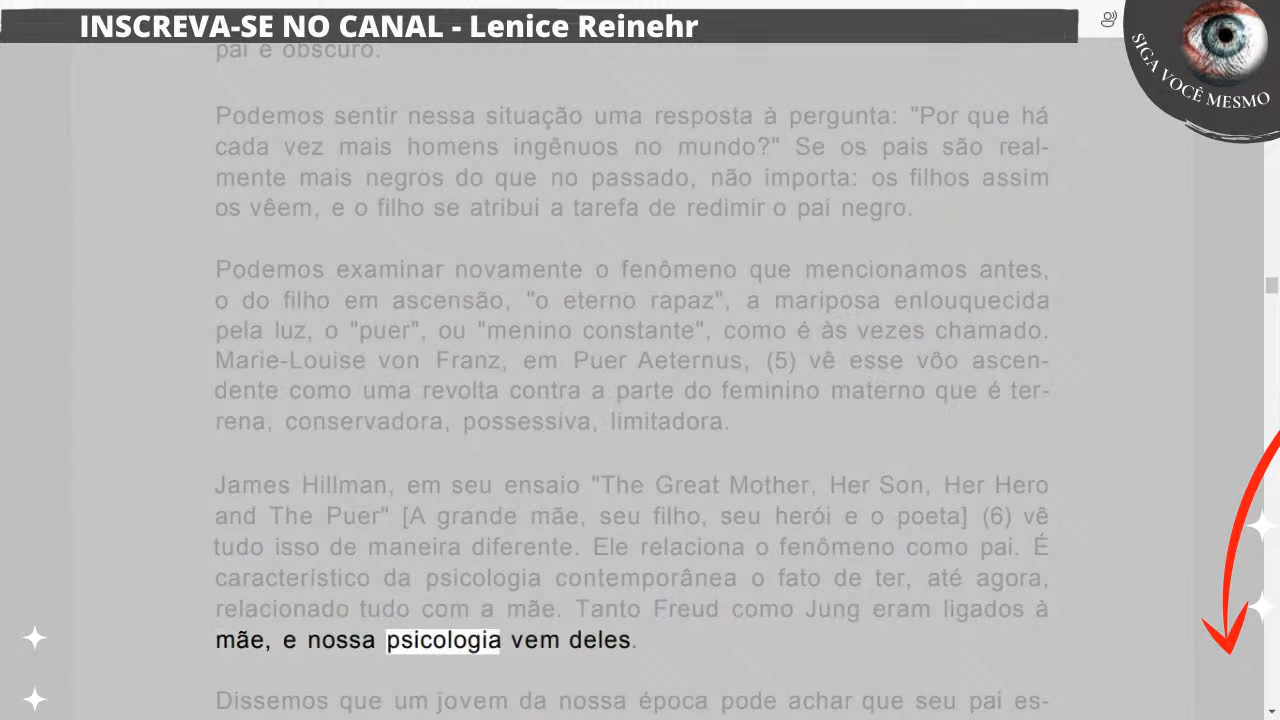 INSCREVA-SE NO CANAL - Lenice Reinehr
SIGA VOCÊ MESMO
pai é obscuro.
Podemos sentir nessa situação uma resposta à pergunta: "Por que há
cada vez mais homens ingênuos no mundo?" Se os pais são real-
mente mais negros do que no passado, não importa: os filhos assim
os vêem, e o filho se atribui a tarefa de redimir o pai negro.
Podemos examinar novamente o fenômeno que mencionamos antes,
o do filho em ascensão, "o eterno rapaz", a mariposa enlouquecida
pela luz, o "puer", ou "menino constante", como é às vezes chamado.
Marie-Louise von Franz, em Puer Aeternus, (5) vê esse vôo ascen-
dente como uma revolta contra a parte do feminino materno que é ter-
rena, conservadora, possessiva, limitadora.
James Hillman, em seu ensaio "The Great Mother, Her Son, Her Hero
and The Puer" [A grande mãe, seu filho, seu herói e o poeta] (6) vê
tudo isso de maneira diferente. Ele relaciona o fenômeno como pai. É
característico da psicologia contemporânea o fato de ter, até agora,
relacionado tudo com a mãe. Tanto Freud como Jung eram ligados à
mãe, e nossa psicologia vem deles.
Dissemos que um jovem da nossa época pode achar que seu pai es-